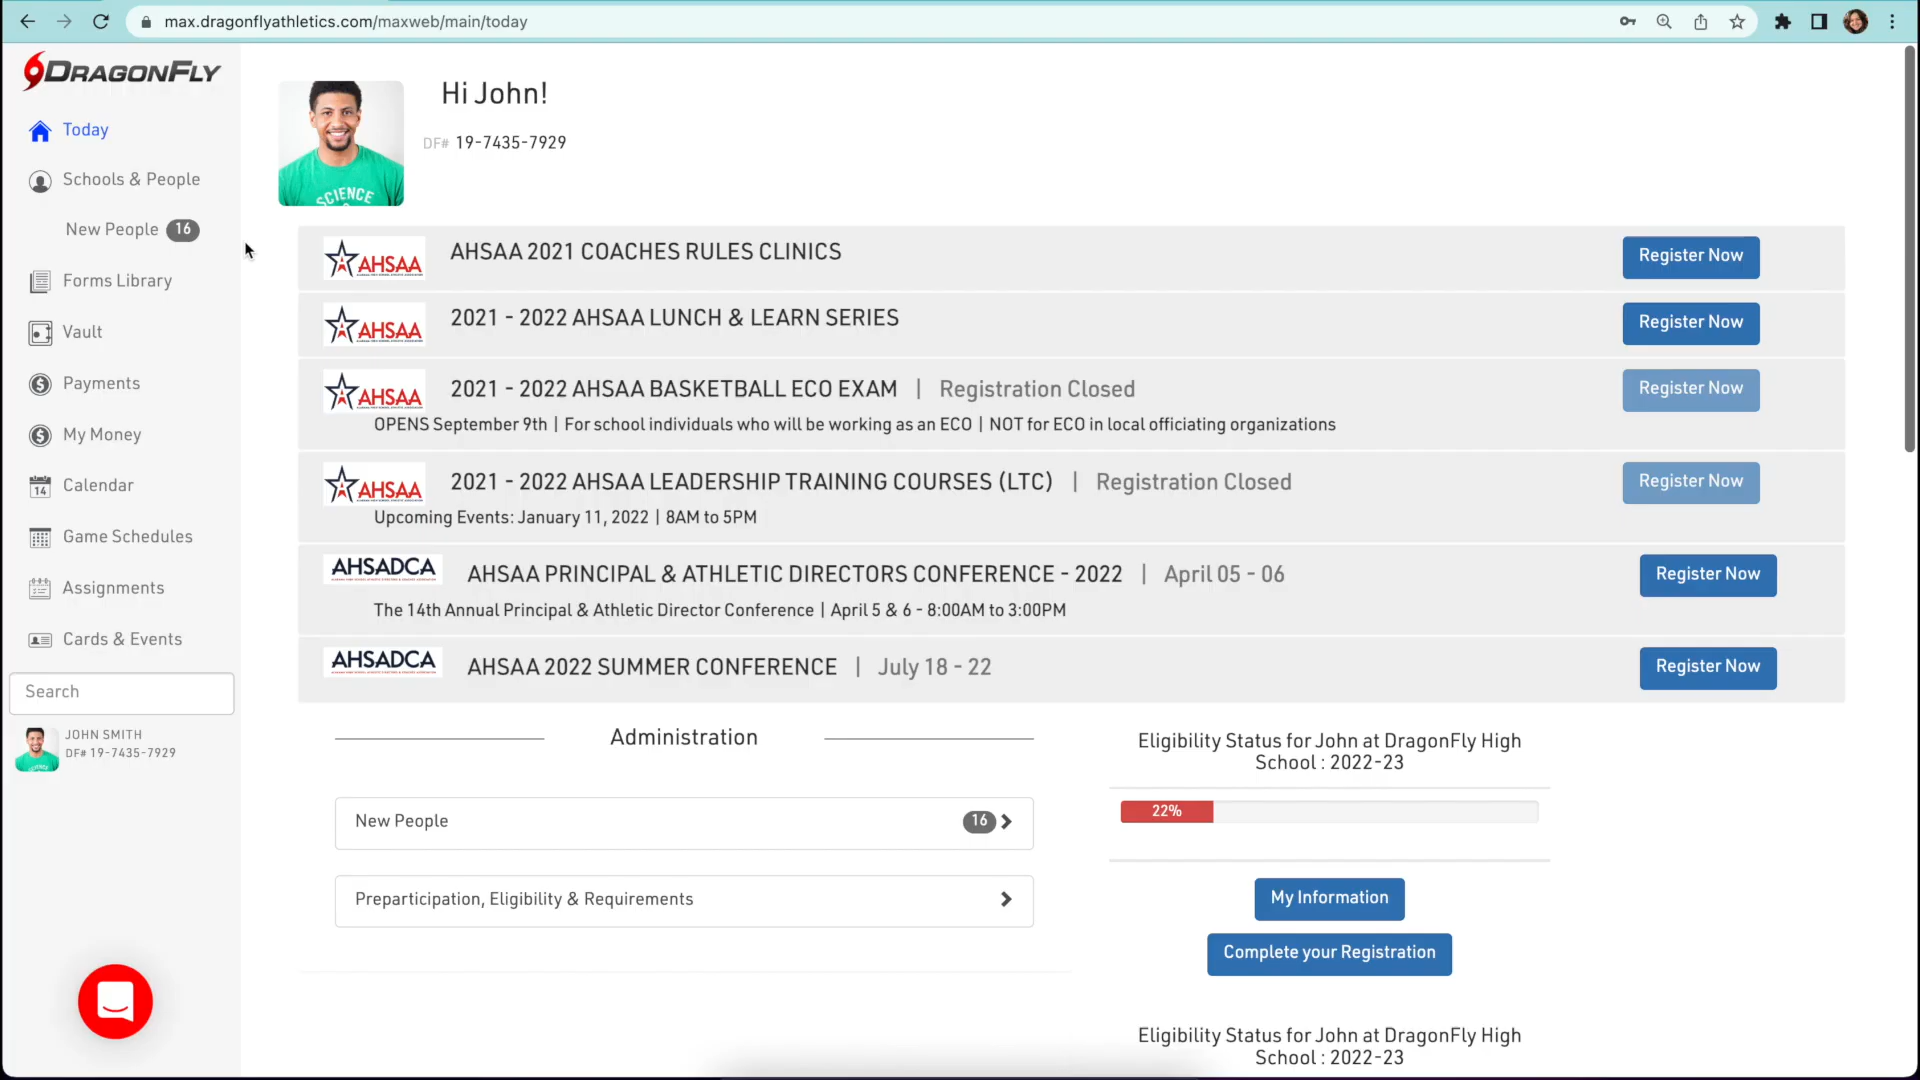 max.dragonflyathletics.com/maxweb/main/today
DRAGONFLY
Today
Schools & People
New People 16
Forms Library
Vault
Payments
My Money
14 Calendar
Game Schedules
Assignments
Cards & Events
Search
JOHN SMITH
DF# 19-7435-7929
Hi John!
DF# 19-7435-7929
SCIENCE
AHSAA AHSAA 2021 COACHES RULES CLINICS Register Now
AHSAA 2021 - 2022 AHSAA LUNCH & LEARN SERIES Register Now
AHSAA 2021 - 2022 AHSAA BASKETBALL ECO EXAM | Registration Closed Register Now
OPENS September 9th | For school individuals who will be working as an ECO | NOT for ECO in local officiating organizations
AHSAA 2021 - 2022 AHSAA LEADERSHIP TRAINING COURSES (LTC) | Registration Closed Register Now
Upcoming Events: January 11, 2022 | 8AM to 5PM
AHSADCA AHSAA PRINCIPAL & ATHLETIC DIRECTORS CONFERENCE - 2022 | April 05 - 06 Register Now
The 14th Annual Principal & Athletic Director Conference | April 5 & 6 - 8:00AM to 3:00PM
AHSADCA AHSAA 2022 SUMMER CONFERENCE | July 18 - 22 Register Now
Administration
New People 16
Preparticipation, Eligibility & Requirements
Eligibility Status for John at DragonFly High
School : 2022-23
22%
My Information
Complete your Registration
Eligibility Status for John at DragonFly High
School : 2022-23